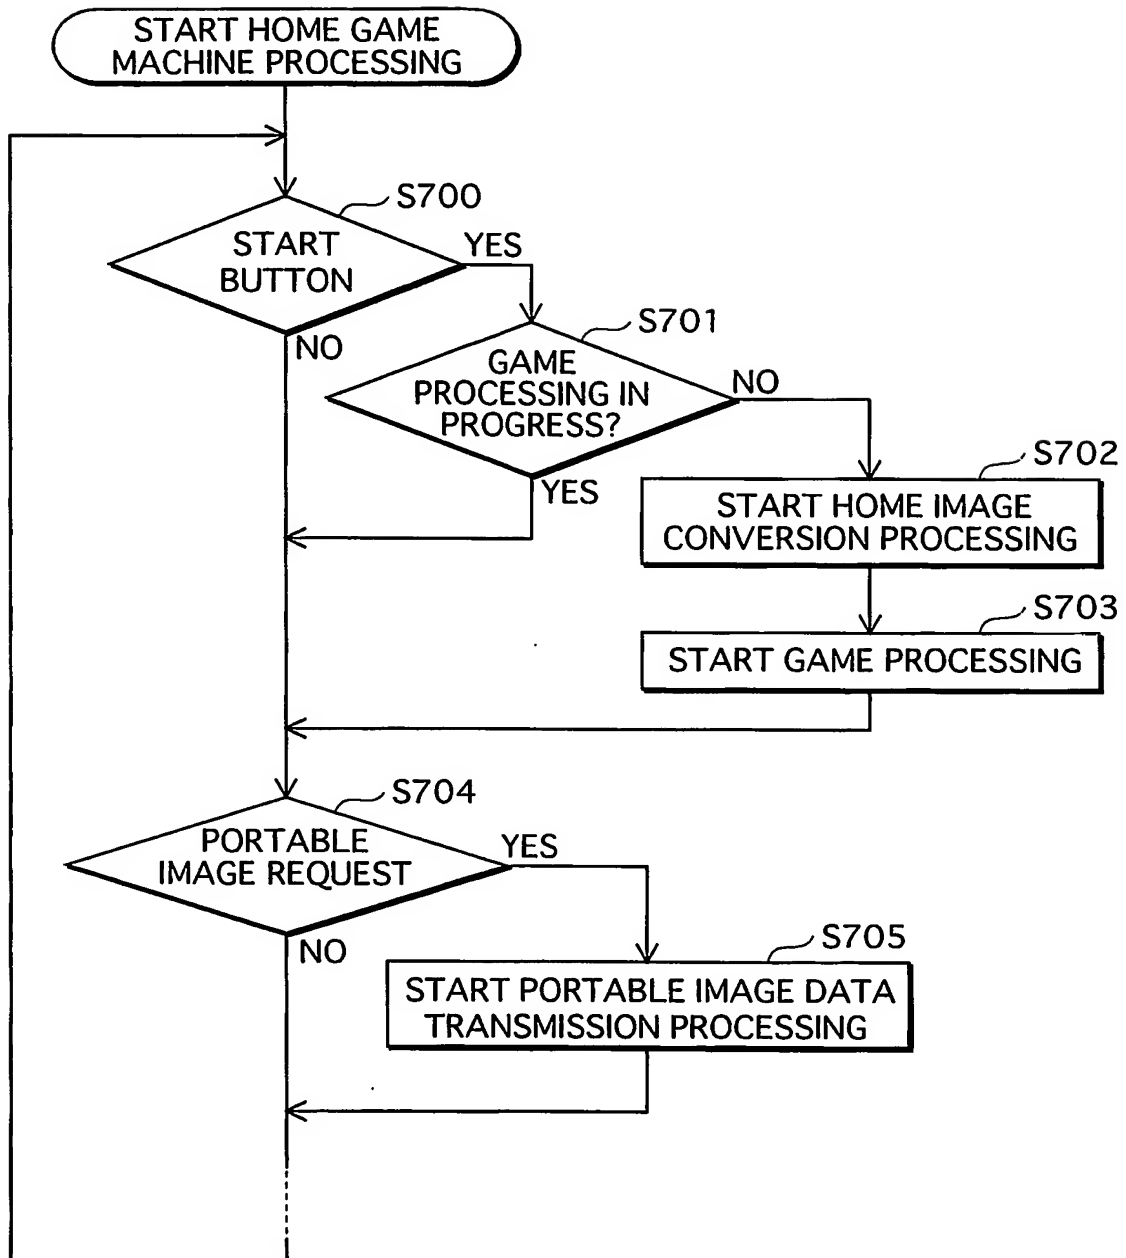 START HOME GAME
MACHINE PROCESSING
S700
START
BUTTON
YES
NO
S701
GAME
PROCESSING IN
PROGRESS?
NO
YES
S702
START HOME IMAGE
CONVERSION PROCESSING
S703
START GAME PROCESSING
S704
PORTABLE
IMAGE REQUEST
YES
NO
S705
START PORTABLE IMAGE DATA
TRANSMISSION PROCESSING